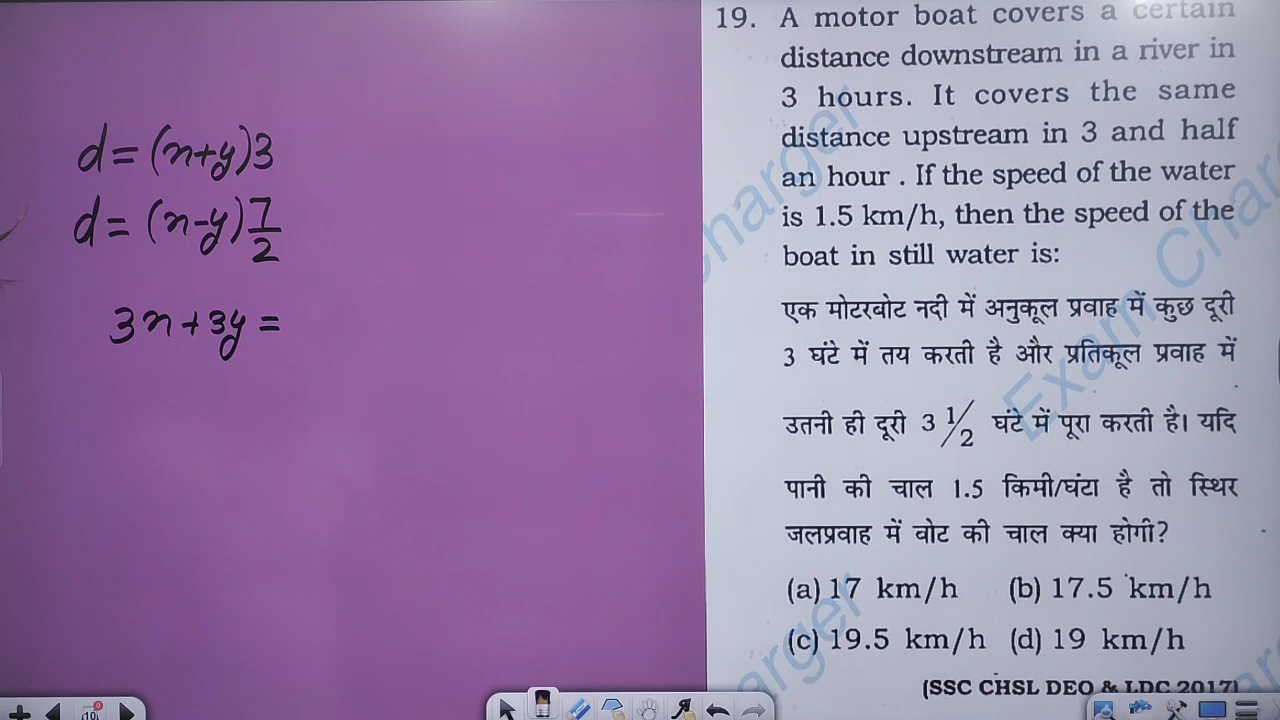 d = (x+y)3
d = (x-y)7/2
3x + 3y =
19. A motor boat covers a certain
distance downstream in a river in
3 hours. It covers the same
distance upstream in 3 and half
an hour . If the speed of the water
is 1.5 km/h, then the speed of the
boat in still water is:
एक मोटरबोट नदी में अनुकूल प्रवाह में कुछ दूरी
3 घंटे में तय करती है और प्रतिकूल प्रवाह में
उतनी ही दूरी 3 1/2 घंटे में पूरा करती है। यदि
पानी की चाल 1.5 किमी/घंटा है तो स्थिर
जलप्रवाह में बोट की चाल क्या होगी?
(a) 17 km/h (b) 17.5 km/h
(c) 19.5 km/h (d) 19 km/h
(SSC CHSL DEO & LDC 2017)
Exam Charger